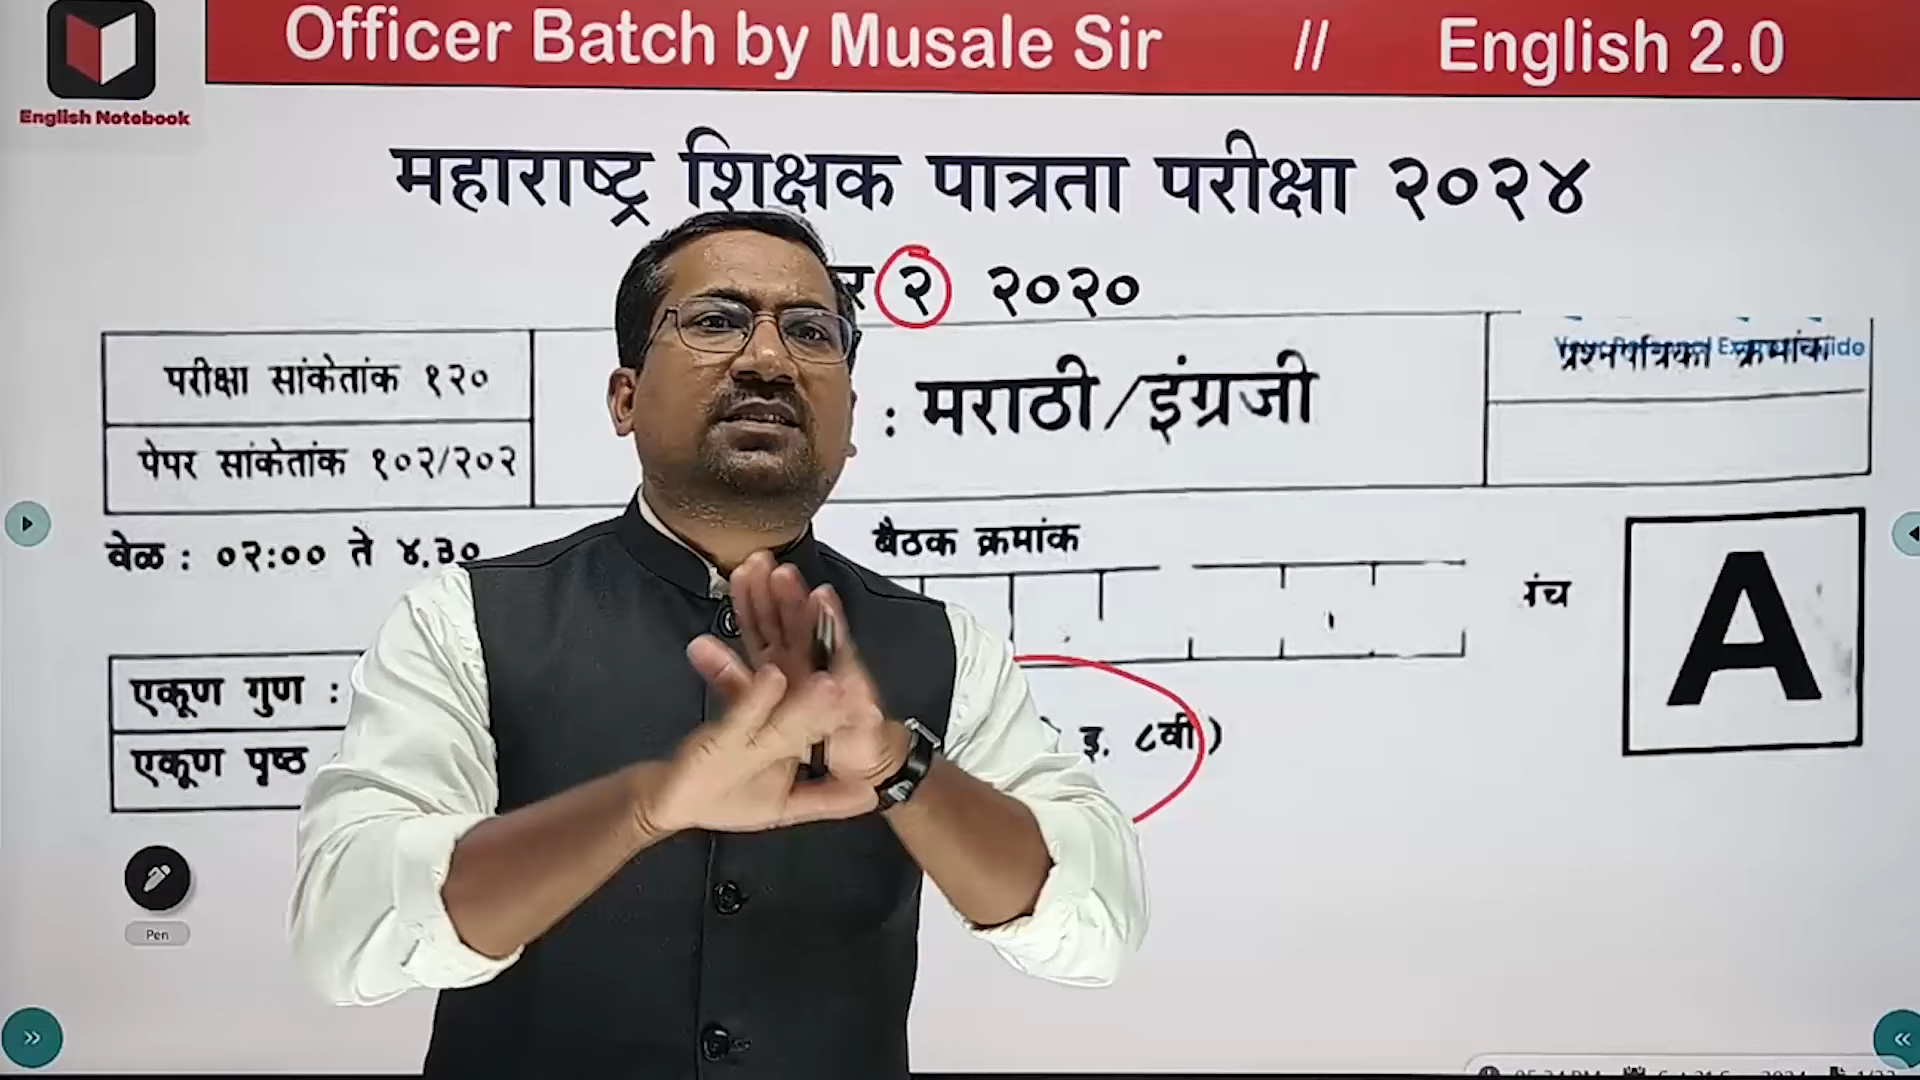 Officer Batch by Musale Sir // English 2.0
English Notebook
महाराष्ट्र शिक्षक पात्रता परीक्षा २०२४
२ २०२०
परीक्षा सांकेतांक १२०
: मराठी/इंग्रजी
प्रश्नपत्रिका क्रमांक
पेपर सांकेतांक १०२/२०२
वेळ : ०२:०० ते ४.३०
बैठक क्रमांक
A
एकूण गुण :
इ. ८वी)
एकूण पृष्ठ
Pen